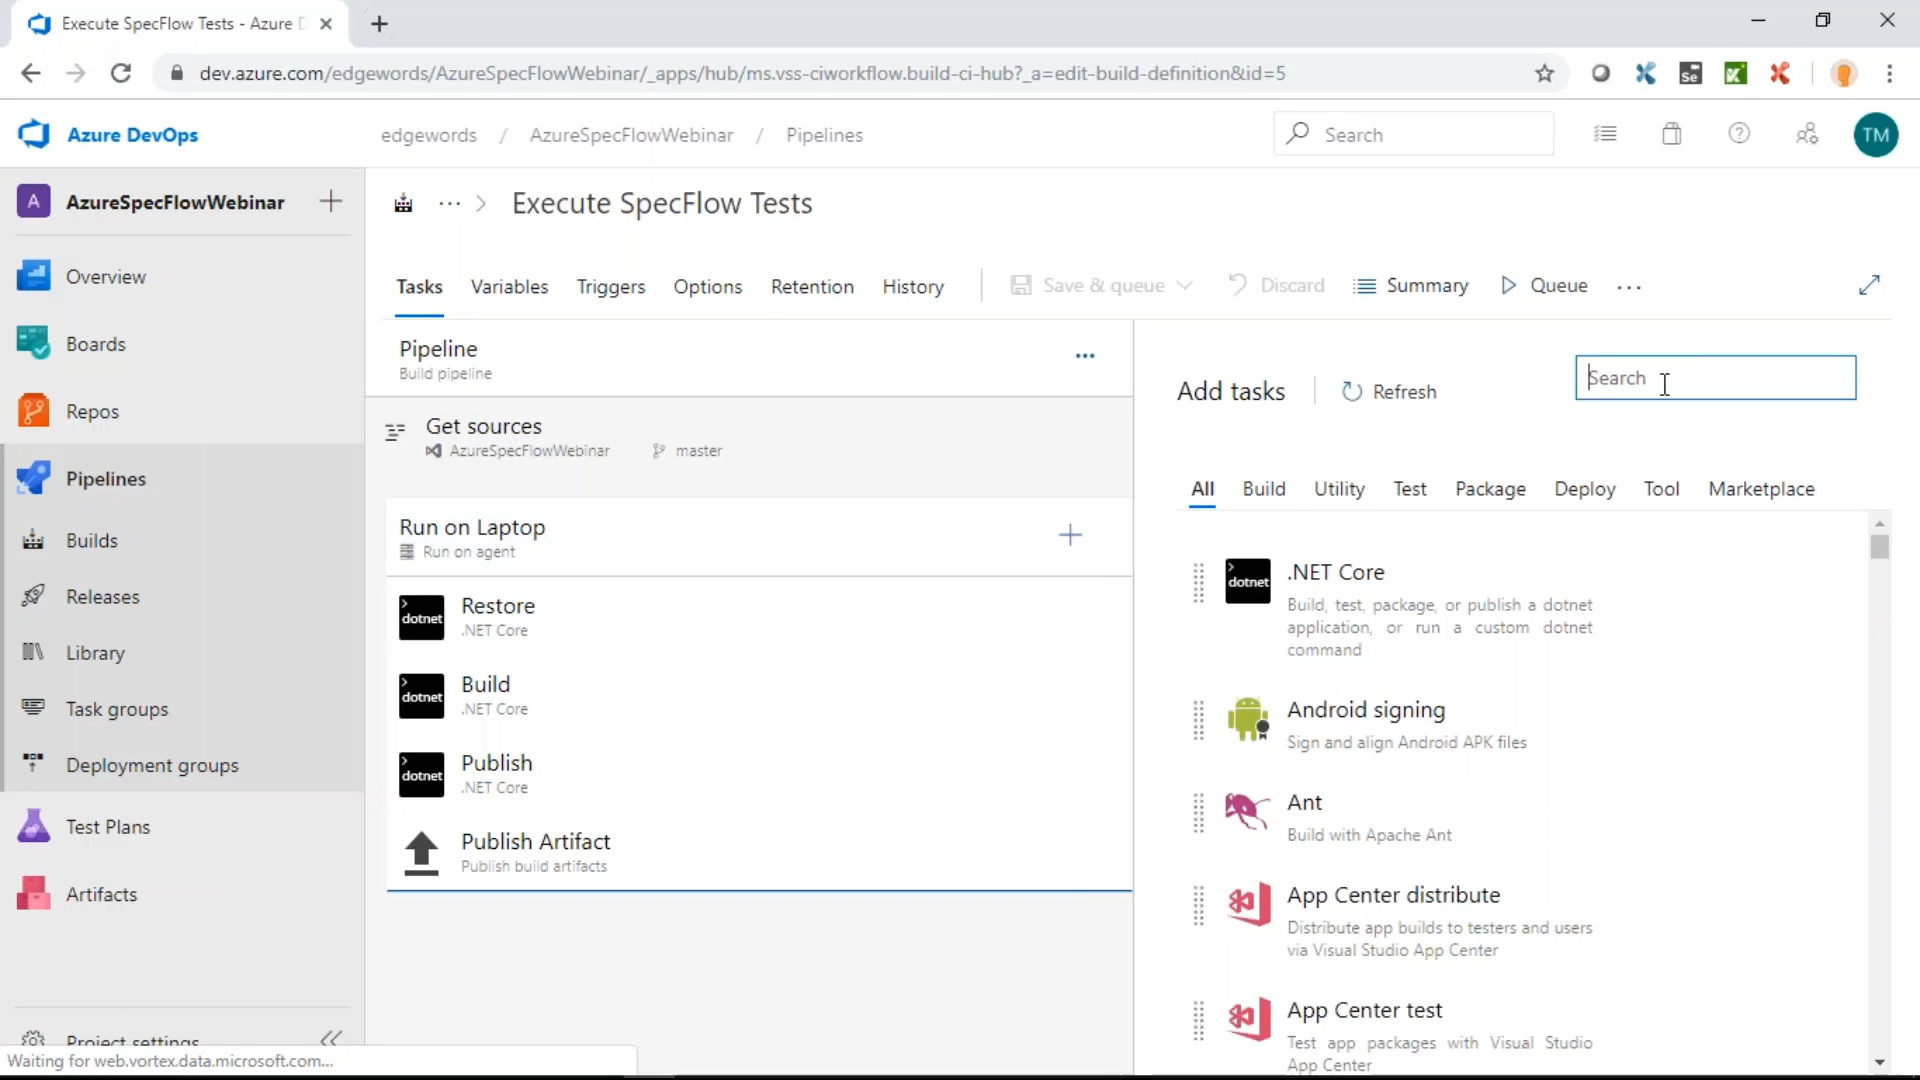 Execute SpecFlow Tests - Azure D
dev.azure.com/edgewords/AzureSpecFlowWebinar/_apps/hub/ms.vss-ciworkflow.build-ci-hub?_a=edit-build-definition&id=5
Se
Azure DevOps
edgewords / AzureSpecFlowWebinar / Pipelines
Search
TM
A
AzureSpecFlowWebinar
Overview
Boards
Repos
Pipelines
Builds
Releases
Library
Task groups
Deployment groups
Test Plans
Artifacts
Project settings
Waiting for web.vortex.data.microsoft.com...
Execute SpecFlow Tests
Tasks
Variables
Triggers
Options
Retention
History
Save & queue
Discard
Summary
Queue
Pipeline
Build pipeline
Get sources
AzureSpecFlowWebinar
master
Run on Laptop
Run on agent
dotnet
Restore
.NET Core
dotnet
Build
.NET Core
dotnet
Publish
.NET Core
Publish Artifact
Publish build artifacts
Add tasks
Refresh
Search
All
Build
Utility
Test
Package
Deploy
Tool
Marketplace
dotnet
.NET Core
Build, test, package, or publish a dotnet
application, or run a custom dotnet
command
Android signing
Sign and align Android APK files
Ant
Build with Apache Ant
App Center distribute
Distribute app builds to testers and users
via Visual Studio App Center
App Center test
Test app packages with Visual Studio
App Center